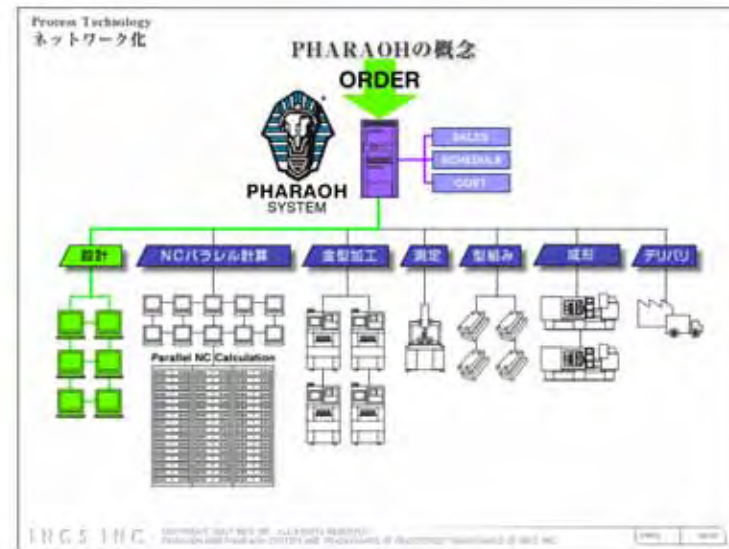 Process Technology
ネットワーク化
PHARAOHの概念
ORDER
PHARAOH
SYSTEM
SALES
SCHEDULE
COST
設計
NCパラレル計算
金型加工
測定
型組み
成形
デリバリ
Parallel NC Calculation
INCS INC